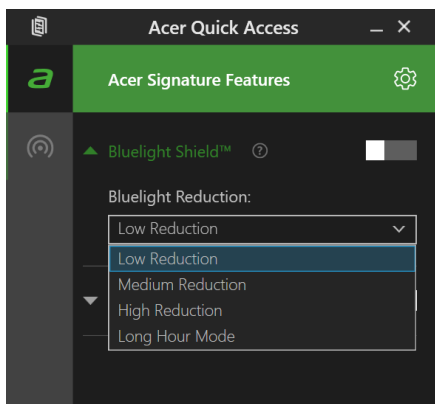 Acer Quick Access
a
Acer Signature Features
Bluelight Shield™ ?
Bluelight Reduction:
Low Reduction
Low Reduction
Medium Reduction
High Reduction
Long Hour Mode